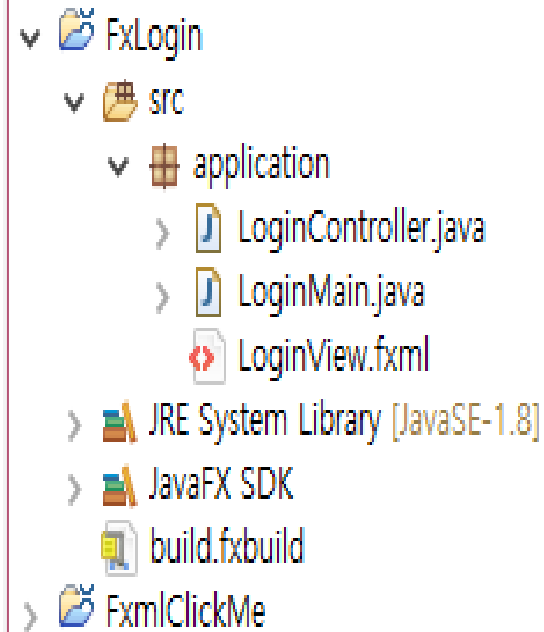 FxLogin
src
application
LoginController.java
LoginMain.java
LoginView.fxml
JRE System Library [JavaSE-1.8]
JavaFX SDK
build.fxbuild
FxmlClickMe